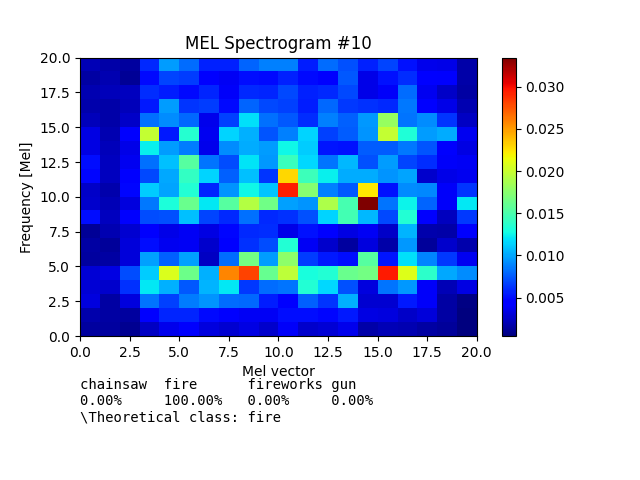 MEL Spectrogram #10
Frequency [Mel]
20.0
17.5
15.0
12.5
10.0
7.5
5.0
2.5
0.0
0.0 2.5 5.0 7.5 10.0 12.5 15.0 17.5 20.0
Mel vector
0.030
0.025
0.020
0.015
0.010
0.005
chainsaw fire fireworks gun
0.00% 100.00% 0.00% 0.00%
\Theoretical class: fire